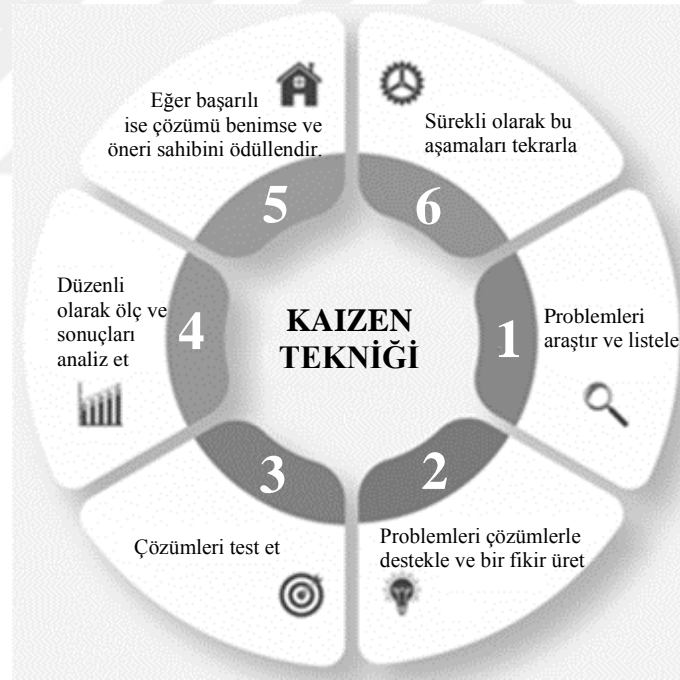 KAIZEN
TEKNİĞİ
1
Problemleri
araştır ve listele
2
Problemleri çözümlerle
destekle ve bir fikir üret
3
Çözümleri test et
4
Düzenli
olarak ölç ve
sonuçları
analiz et
5
Eğer başarılı
ise çözümü benimse ve
öneri sahibini ödüllendir.
6
Sürekli olarak bu
aşamaları tekrarla